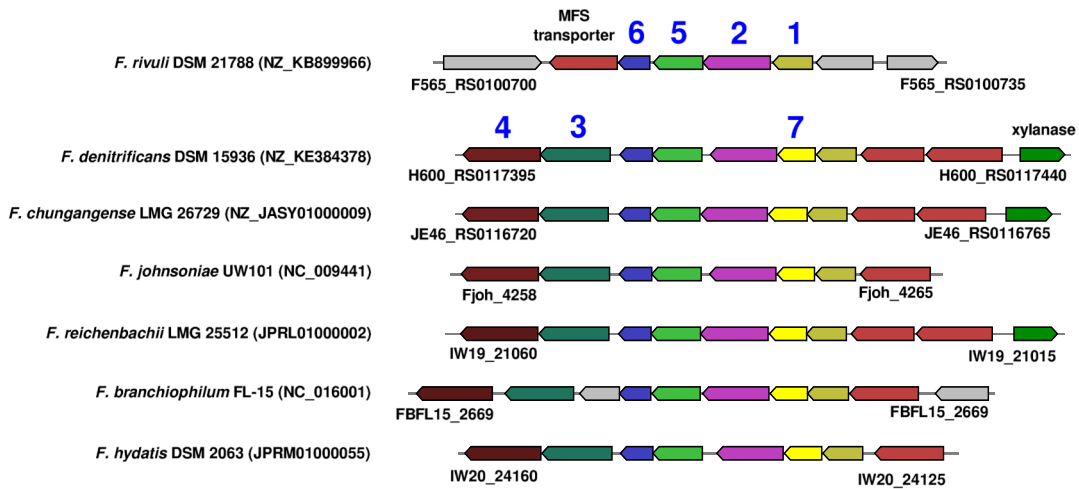 MFS
transporter
6 5 2 1
F. rivuli DSM 21788 (NZ_KB899966)
F565_RS0100700 F565_RS0100735
4 3 7 xylanase
F. denitrificans DSM 15936 (NZ_KE384378)
H600_RS0117395 H600_RS0117440
F. chungangense LMG 26729 (NZ_JASY01000009)
JE46_RS0116720 JE46_RS0116765
F. johnsoniae UW101 (NC_009441)
Fjoh_4258 Fjoh_4265
F. reichenbachii LMG 25512 (JPRL01000002)
IW19_21060 IW19_21015
F. branchiophilum FL-15 (NC_016001)
FBFL15_2669 FBFL15_2669
F. hydatis DSM 2063 (JPRM01000055)
IW20_24160 IW20_24125